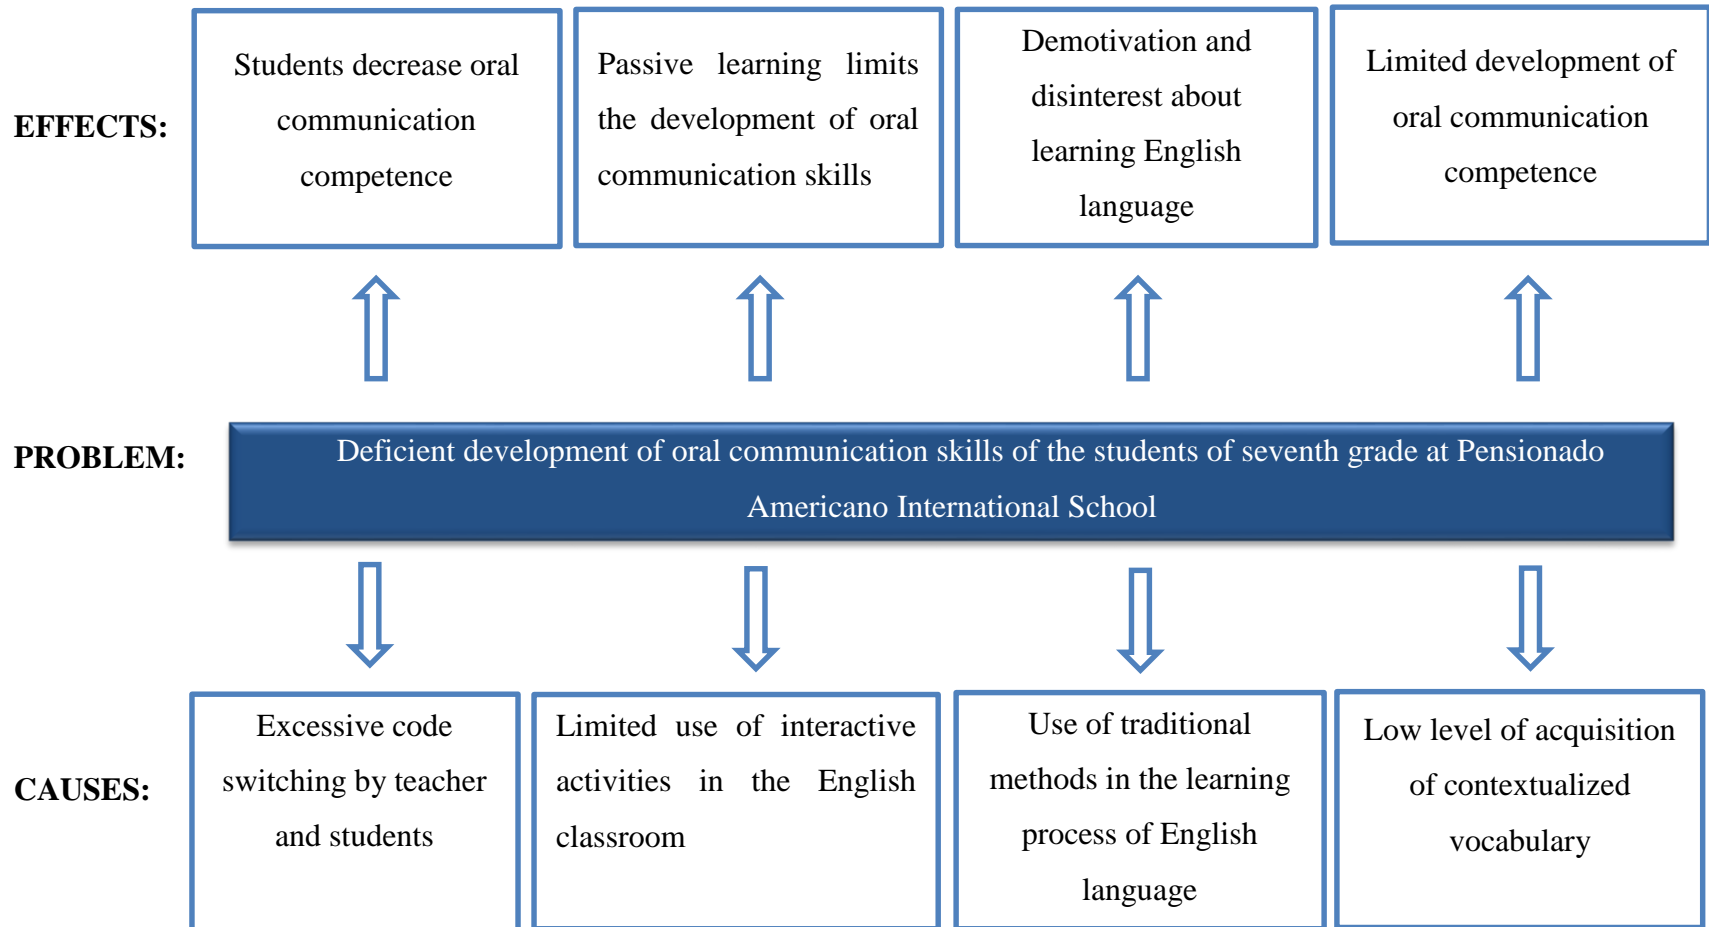 EFFECTS:
Students decrease oral
communication
competence
Passive learning limits
the development of oral
communication skills
Demotivation and
disinterest about
learning English
language
Limited development of
oral communication
competence
PROBLEM:
Deficient development of oral communication skills of the students of seventh grade at Pensionado
Americano International School
CAUSES:
Excessive code
switching by teacher
and students
Limited use of interactive
activities in the English
classroom
Use of traditional
methods in the learning
process of English
language
Low level of acquisition
of contextualized
vocabulary